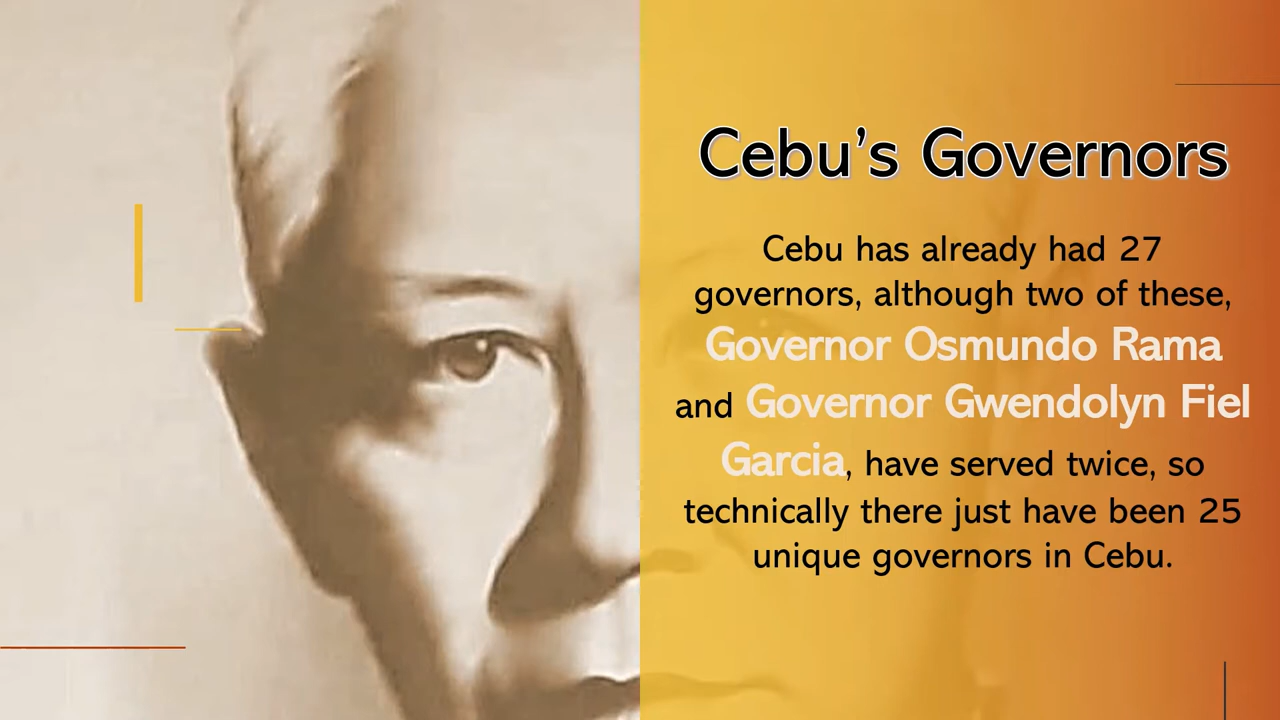 Cebu's Governors
Cebu has already had 27
governors, although two of these,
Governor Osmundo Rama
and Governor Gwendolyn Fiel
Garcia, have served twice, so
technically there just have been 25
unique governors in Cebu.